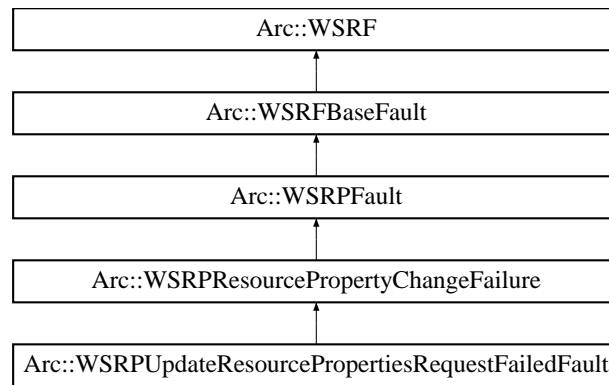 Arc::WSRF
Arc::WSRFBaseFault
Arc::WSRPFault
Arc::WSRPResourcePropertyChangeFailure
Arc::WSRPUpdateResourcePropertiesRequestFailedFault